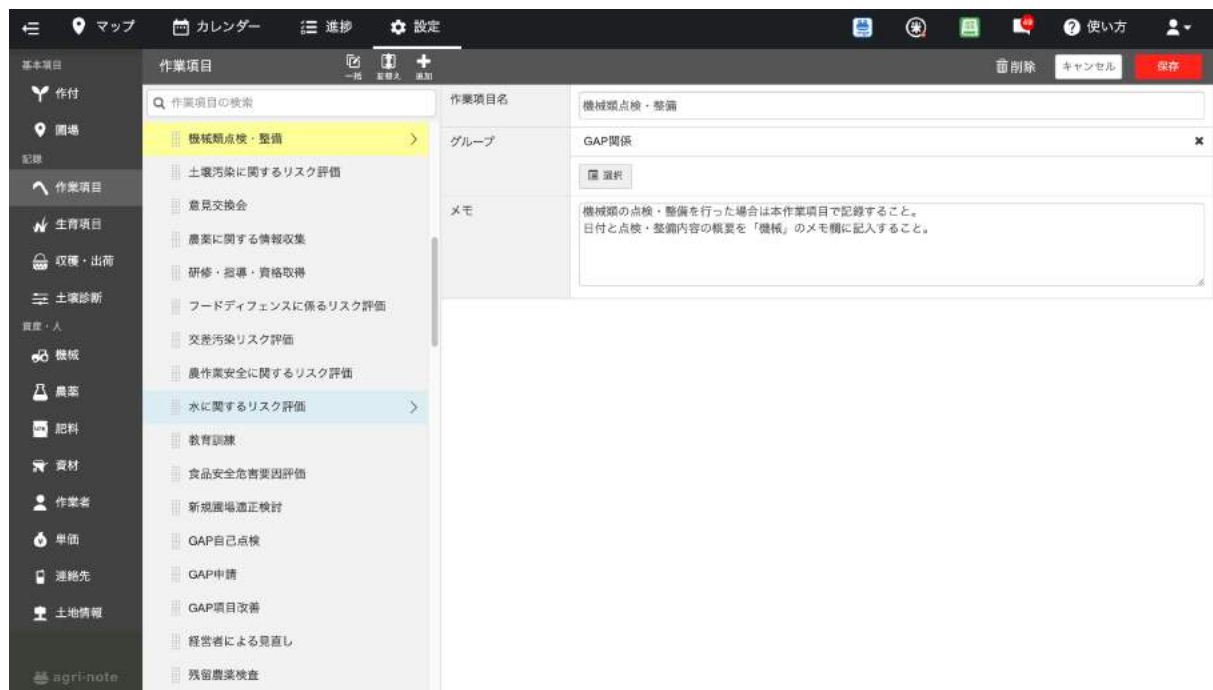 マップ
カレンダー
進捗
設定
使い方
基本項目
作付
圃場
記録
作業項目
生育項目
収穫・出荷
土壌診断
資産・人
機械
農薬
肥料
資材
作業者
単価
連絡先
土地情報
agri-note
作業項目
一括
並替え
追加
削除
キャンセル
保存
作業項目の検索
機械類点検・整備
土壌汚染に関するリスク評価
意見交換会
農薬に関する情報収集
研修・指導・資格取得
フードディフェンスに係るリスク評価
交差汚染リスク評価
農作業安全に関するリスク評価
水に関するリスク評価
教育訓練
食品安全危害要因評価
新規圃場適正検討
GAP自己点検
GAP申請
GAP項目改善
経営者による見直し
残留農薬検査
作業項目名
機械類点検・整備
グループ
GAP関係
選択
メモ
機械類の点検・整備を行った場合は本作業項目で記録すること。
日付と点検・整備内容の概要を「機械」のメモ欄に記入すること。